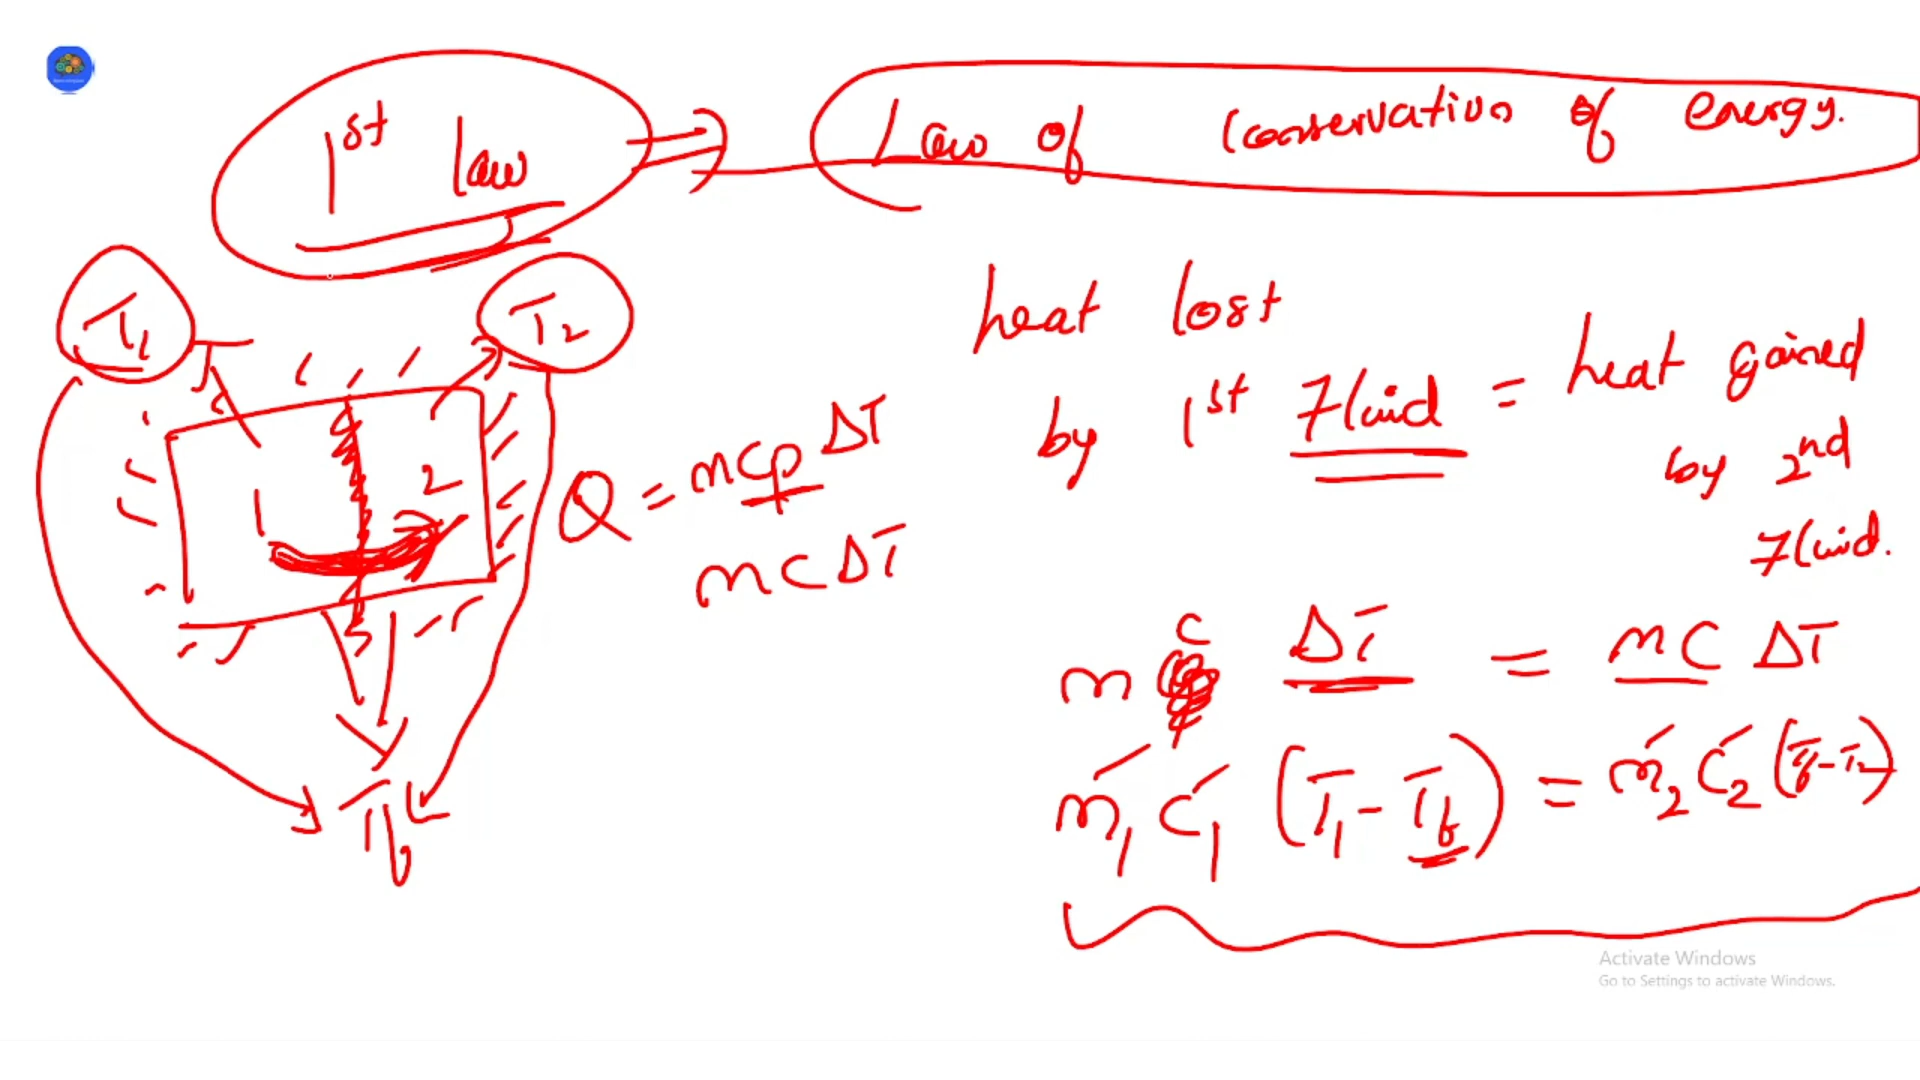 1st law ⇒ Law of conservation of energy.
T1
T2
1
2
Tf
Q = mcp ΔT
mcΔT
heat lost
by 1st Fluid = heat gained
by 2nd
Fluid.
m c ΔT = mc ΔT
m1 c1 (T1 - Tf) = m2 c2 (Tf - T2)
Activate Windows
Go to Settings to activate Windows.